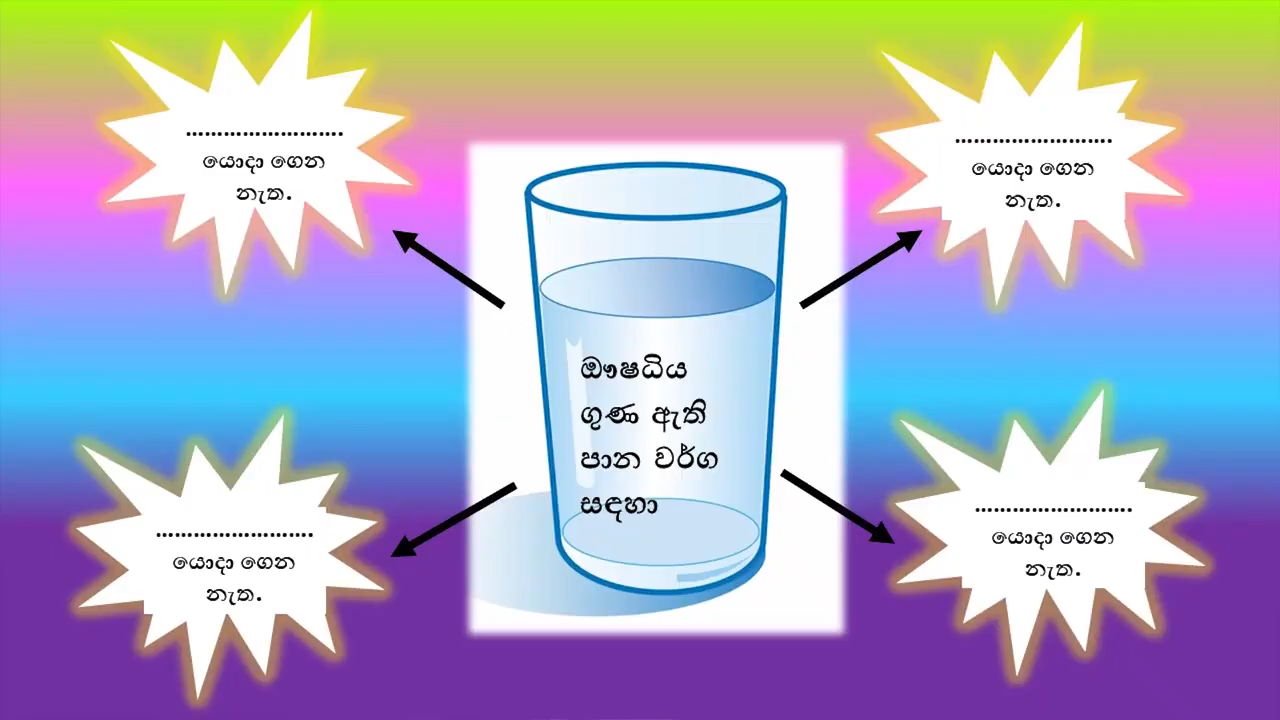 ............................
යොදා ගෙන
නැත.
............................
යොදා ගෙන
නැත.
ඖෂධීය
ගුණ ඇති
පාන වර්ග
සඳහා
............................
යොදා ගෙන
නැත.
............................
යොදා ගෙන
නැත.